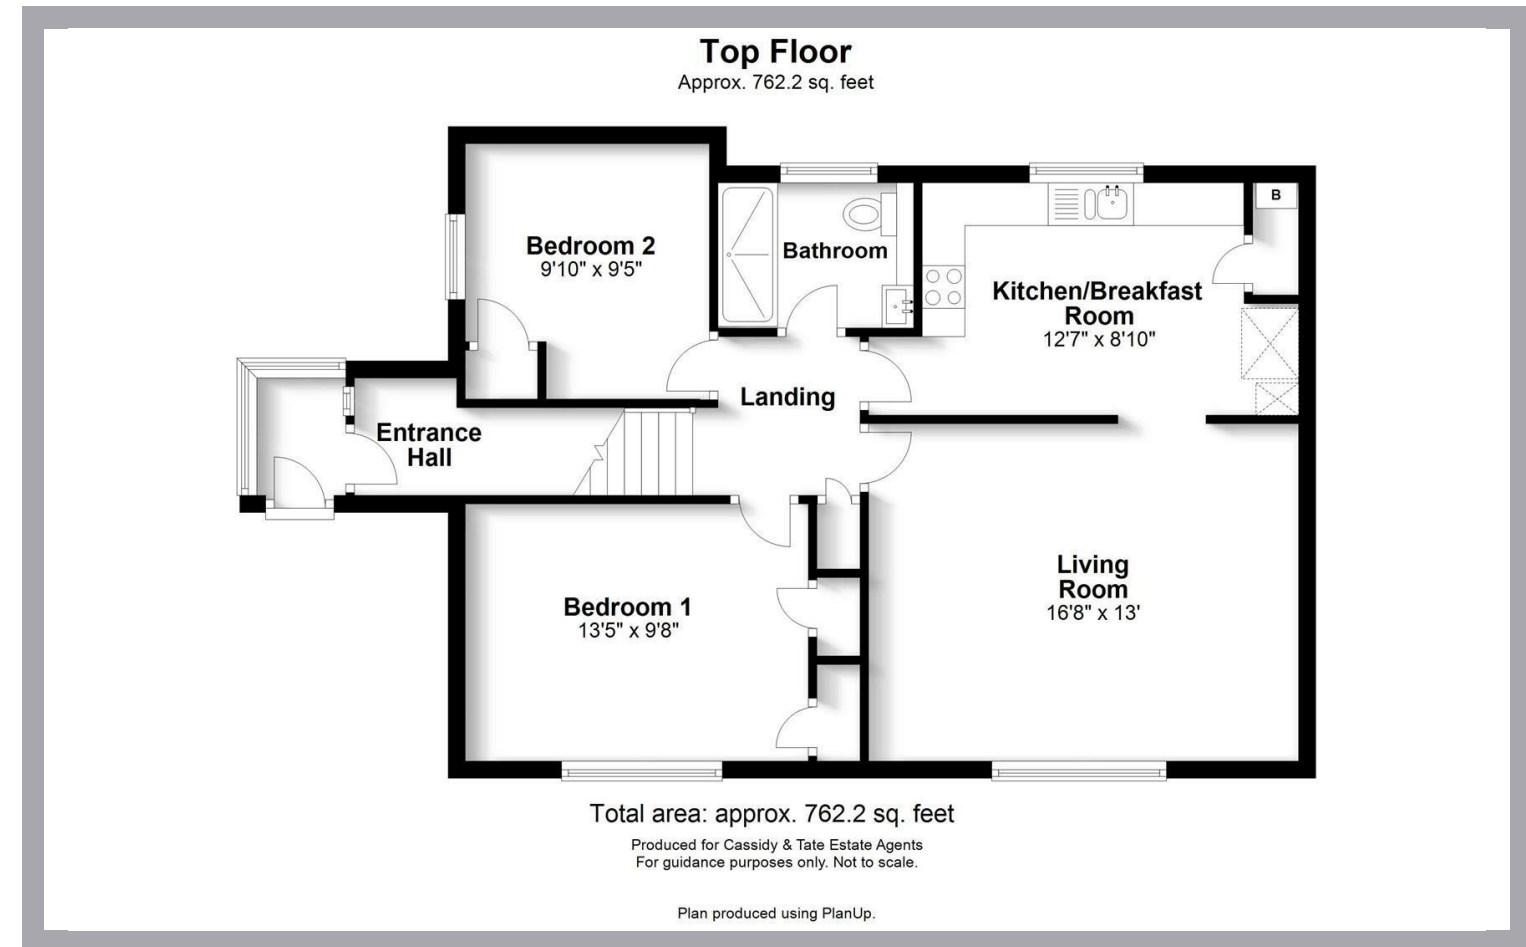 Top Floor
Approx. 762.2 sq. feet
Bedroom 2
9'10" x 9'5"
Bathroom
B
Kitchen/Breakfast
Room
12'7" x 8'10"
Landing
Entrance
Hall
Living
Room
16'8" x 13'
Bedroom 1
13'5" x 9'8"
Total area: approx. 762.2 sq. feet
Produced for Cassidy & Tate Estate Agents
For guidance purposes only. Not to scale.
Plan produced using PlanUp.